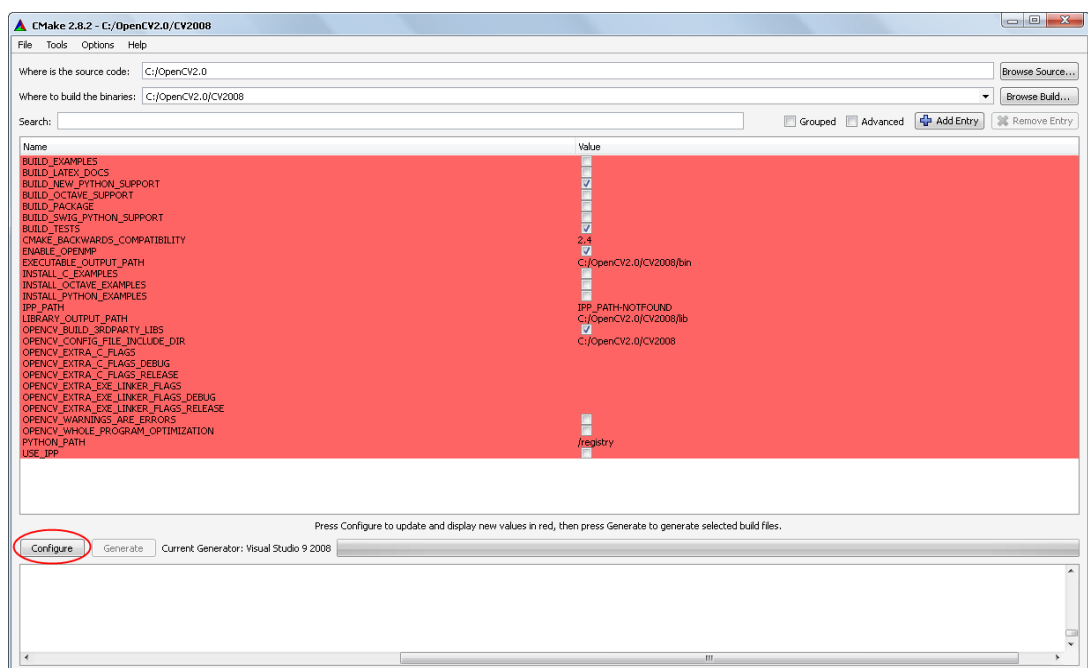 CMake 2.8.2 - C:/OpenCV2.0/CV2008
File Tools Options Help
Where is the source code: C:/OpenCV2.0 Browse Source...
Where to build the binaries: C:/OpenCV2.0/CV2008 Browse Build...
Search: Grouped Advanced Add Entry Remove Entry
Name Value
BUILD_EXAMPLES
BUILD_LATEX_DOCS
BUILD_NEW_PYTHON_SUPPORT
BUILD_OCTAVE_SUPPORT
BUILD_PACKAGE
BUILD_SWIG_PYTHON_SUPPORT
BUILD_TESTS
CMAKE_BACKWARDS_COMPATIBILITY 2.4
ENABLE_OPENMP
EXECUTABLE_OUTPUT_PATH C:/OpenCV2.0/CV2008/bin
INSTALL_C_EXAMPLES
INSTALL_OCTAVE_EXAMPLES
INSTALL_PYTHON_EXAMPLES
IPP_PATH IPP_PATH-NOTFOUND
LIBRARY_OUTPUT_PATH C:/OpenCV2.0/CV2008/lib
OPENCV_BUILD_3RDPARTY_LIBS
OPENCV_CONFIG_FILE_INCLUDE_DIR C:/OpenCV2.0/CV2008
OPENCV_EXTRA_C_FLAGS
OPENCV_EXTRA_C_FLAGS_DEBUG
OPENCV_EXTRA_C_FLAGS_RELEASE
OPENCV_EXTRA_EXE_LINKER_FLAGS
OPENCV_EXTRA_EXE_LINKER_FLAGS_DEBUG
OPENCV_EXTRA_EXE_LINKER_FLAGS_RELEASE
OPENCV_WARNINGS_ARE_ERRORS
OPENCV_WHOLE_PROGRAM_OPTIMIZATION
PYTHON_PATH /registry
USE_IPP
Press Configure to update and display new values in red, then press Generate to generate selected build files.
Configure Generate Current Generator: Visual Studio 9 2008